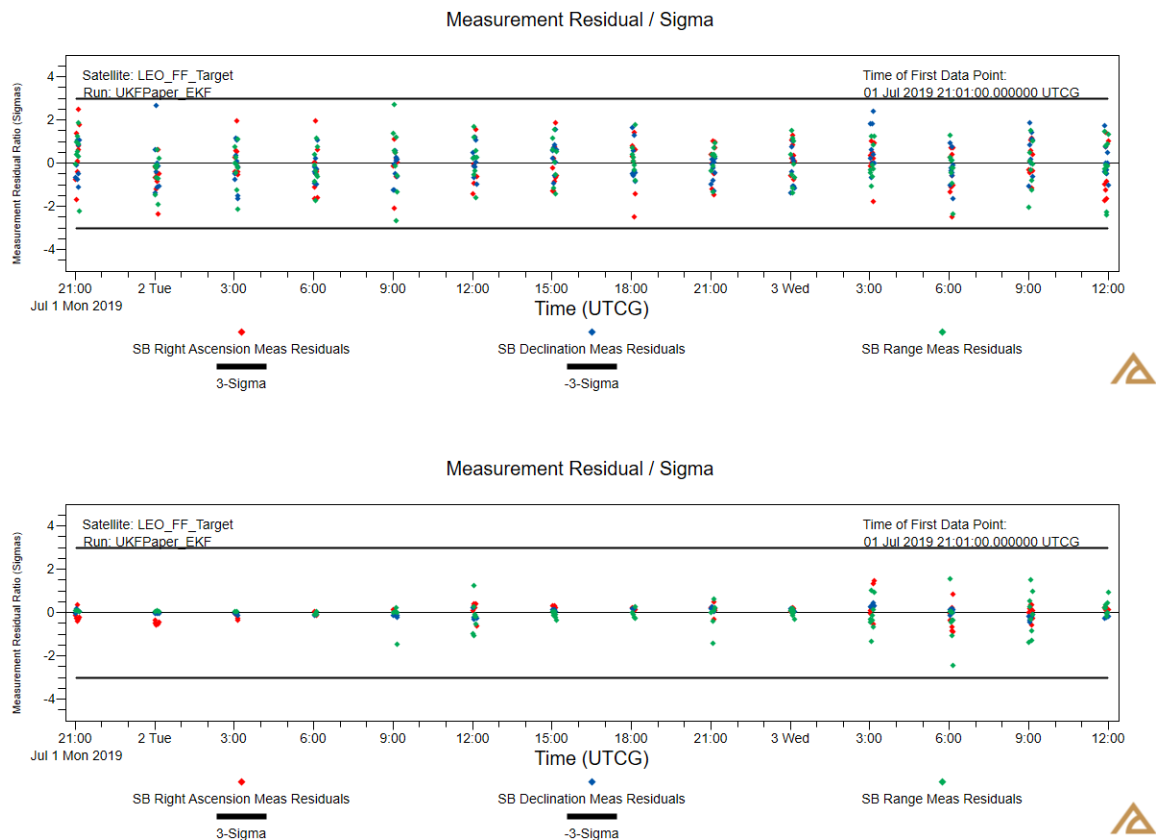 Measurement Residual / Sigma
Measurement Residual Ratio (Sigmas)
Satellite: LEO_FF_Target
Run: UKFPaper_EKF
Time of First Data Point:
01 Jul 2019 21:01:00.000000 UTCG
4
2
0
-2
-4
21:00 2 Tue 3:00 6:00 9:00 12:00 15:00 18:00 21:00 3 Wed 3:00 6:00 9:00 12:00
Jul 1 Mon 2019
Time (UTCG)
SB Right Ascension Meas Residuals SB Declination Meas Residuals SB Range Meas Residuals
3-Sigma -3-Sigma
Measurement Residual / Sigma
Measurement Residual Ratio (Sigmas)
Satellite: LEO_FF_Target
Run: UKFPaper_EKF
Time of First Data Point:
01 Jul 2019 21:01:00.000000 UTCG
4
2
0
-2
-4
21:00 2 Tue 3:00 6:00 9:00 12:00 15:00 18:00 21:00 3 Wed 3:00 6:00 9:00 12:00
Jul 1 Mon 2019
Time (UTCG)
SB Right Ascension Meas Residuals SB Declination Meas Residuals SB Range Meas Residuals
3-Sigma -3-Sigma